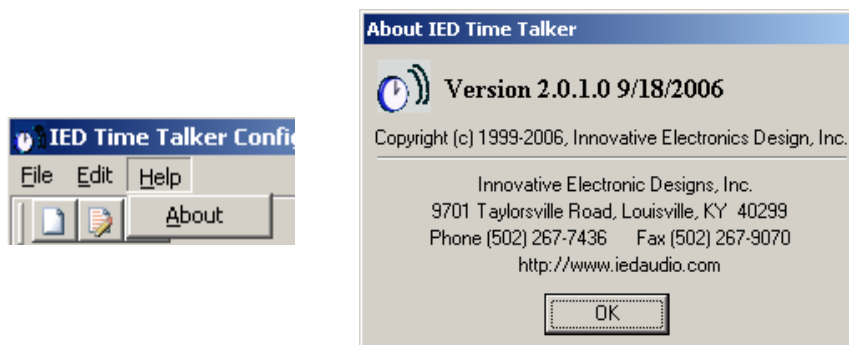 IED Time Talker Config
File Edit Help
About
About IED Time Talker
Version 2.0.1.0 9/18/2006
Copyright (c) 1999-2006, Innovative Electronics Design, Inc.
Innovative Electronic Designs, Inc.
9701 Taylorsville Road, Louisville, KY 40299
Phone (502) 267-7436 Fax (502) 267-9070
http://www.iedaudio.com
OK